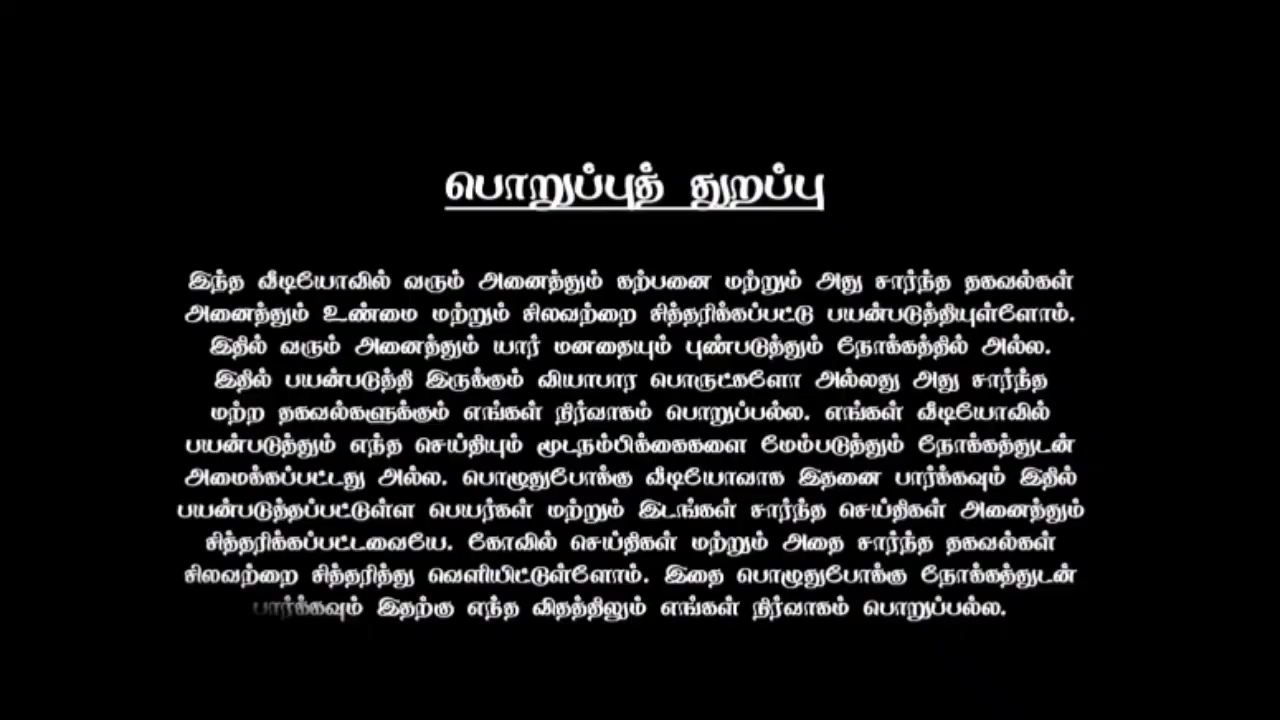 பொறுப்புத் துறப்பு
இந்த வீடியோவில் வரும் அனைத்தும் கற்பனை மற்றும் அது சார்ந்த தகவல்கள்
அனைத்தும் உண்மை மற்றும் சிலவற்றை சித்தரிக்கப்பட்டு பயன்படுத்தியுள்ளோம்.
இதில் வரும் அனைத்தும் யார் மனதையும் புண்படுத்தும் நோக்கத்தில் அல்ல.
இதில் பயன்படுத்தி இருக்கும் வியாபார பொருட்களோ அல்லது அது சார்ந்த
மற்ற தகவல்களுக்கும் எங்கள் நிர்வாகம் பொறுப்பல்ல. எங்கள் வீடியோவில்
பயன்படுத்தும் எந்த செய்தியும் மூடநம்பிக்கைகளை மேம்படுத்தும் நோக்கத்துடன்
அமைக்கப்பட்டது அல்ல. பொழுதுபோக்கு வீடியோவாக இதனை பார்க்கவும் இதில்
பயன்படுத்தப்பட்டுள்ள பெயர்கள் மற்றும் இடங்கள் சார்ந்த செய்திகள் அனைத்தும்
சித்தரிக்கப்பட்டவையே. கோவில் செய்திகள் மற்றும் அதை சார்ந்த தகவல்கள்
சிலவற்றை சித்தரித்து வெளியிட்டுள்ளோம். இதை பொழுதுபோக்கு நோக்கத்துடன்
பார்க்கவும் இதற்கு எந்த விதத்திலும் எங்கள் நிர்வாகம் பொறுப்பல்ல.